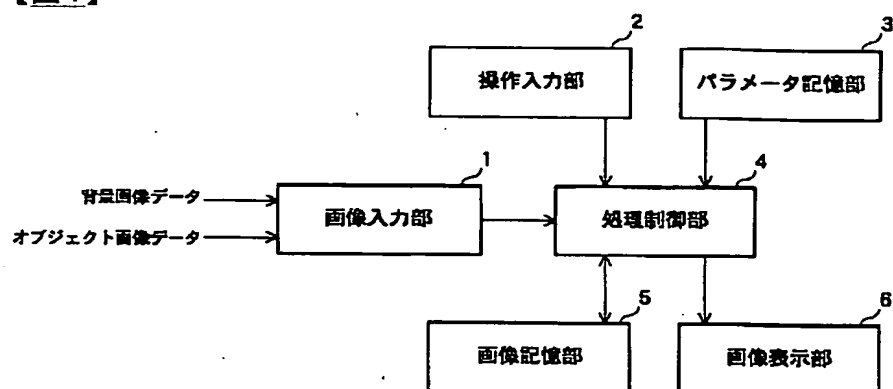 2
3
操作入力部
パラメータ記憶部
1
4
背景画像データ
オブジェクト画像データ
画像入力部
処理制御部
5
6
画像記憶部
画像表示部